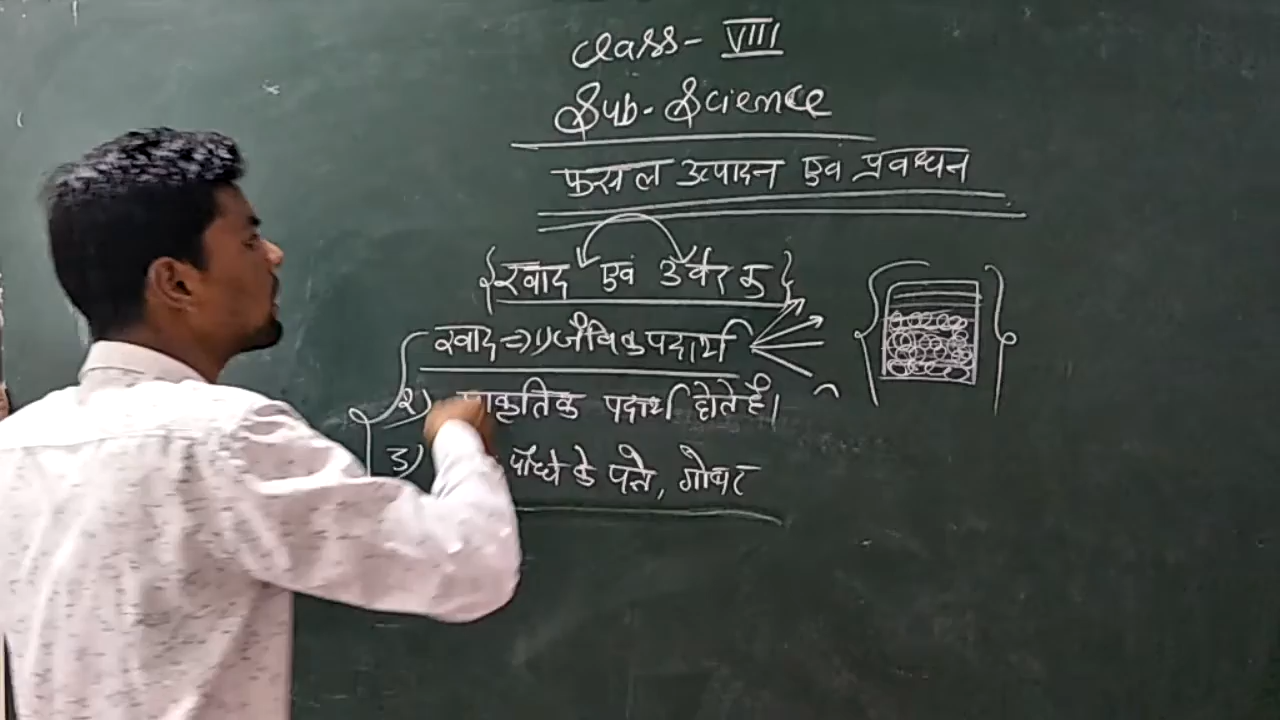 Class - VIII
Sub - Science
फसल उत्पादन एवं प्रबन्धन
{खाद एवं उर्वरक}
खाद => 1) जैविक पदार्थ
2) प्राकृतिक पदार्थ होते हैं।
3) पौधे के पत्ते, गोबर